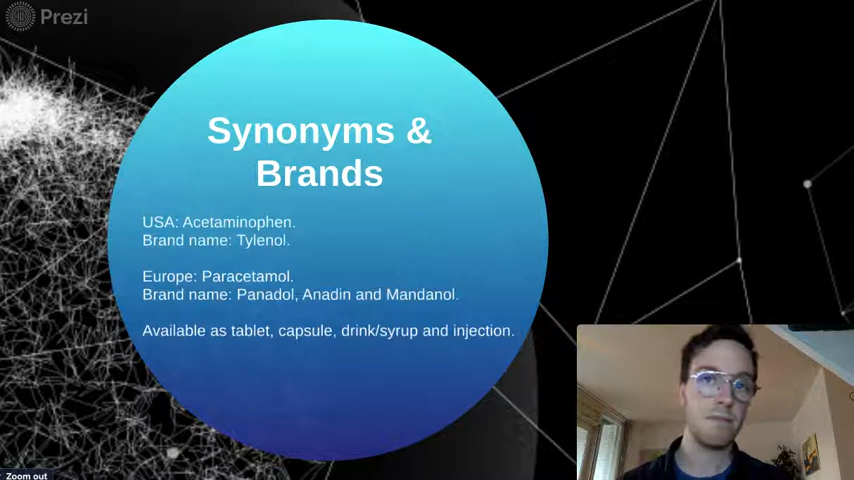 Prezi
Synonyms &
Brands
USA: Acetaminophen.
Brand name: Tylenol.
Europe: Paracetamol.
Brand name: Panadol, Anadin and Mandanol.
Available as tablet, capsule, drink/syrup and injection.
Zoom out